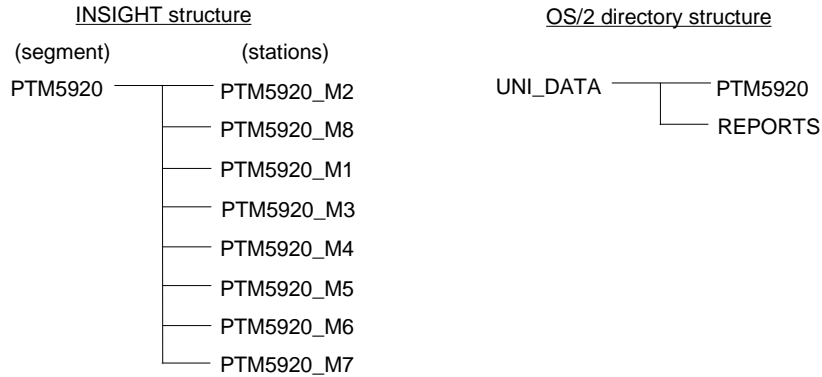 INSIGHT structure
(segment) (stations)
PTM5920 PTM5920_M2
PTM5920_M8
PTM5920_M1
PTM5920_M3
PTM5920_M4
PTM5920_M5
PTM5920_M6
PTM5920_M7
OS/2 directory structure
UNI_DATA PTM5920
REPORTS